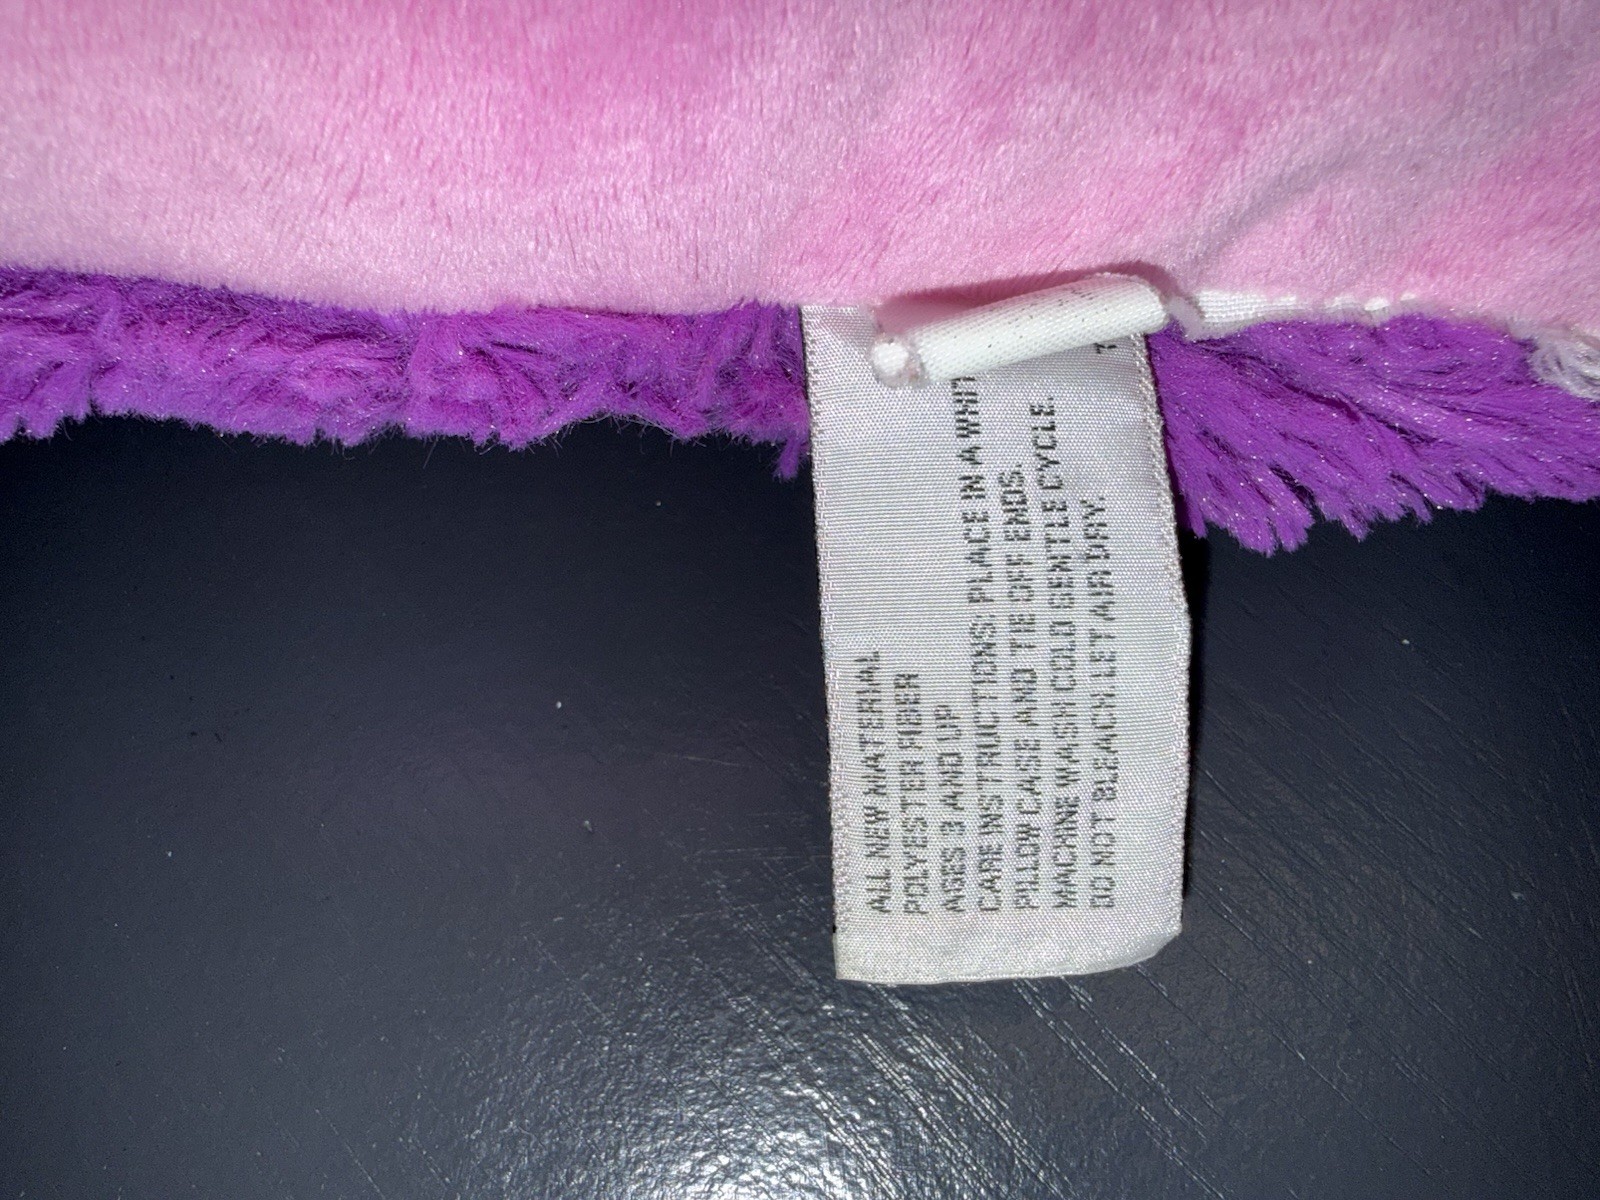 ALL NEW MATERIAL
POLYESTER FIBER
AGES 3 AND UP
CARE INSTRUCTIONS: PLACE IN A WHIT
PILLOW CASE AND TIE OFF ENDS.
MACHINE WASH COLD GENTLE CYCLE.
DO NOT BLEACH. LET AIR DRY.